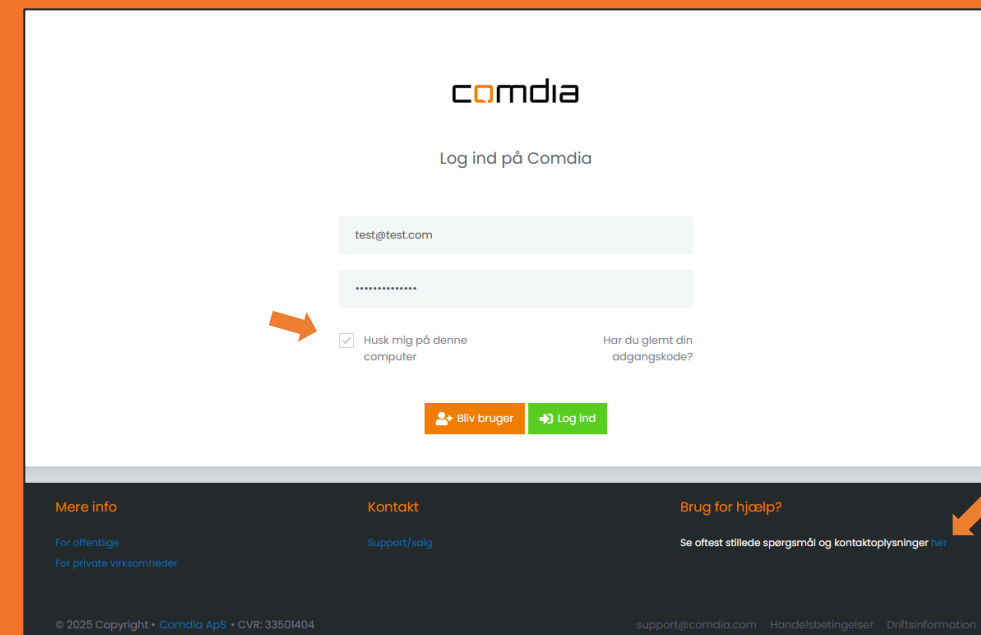 comdia
Log ind på Comdia
test@test.com
••••••••••••••
Husk mig på denne
computer
Har du glemt din
adgangskode?
Bliv bruger
Log ind
Mere info
For offentlige
For private virksomheder
Kontakt
Support/salg
Brug for hjælp?
Se oftest stillede spørgsmål og kontaktoplysninger her
© 2025 Copyright • Comdia ApS • CVR: 33501404
support@comdia.com Handelsbetingelser Driftsinformation